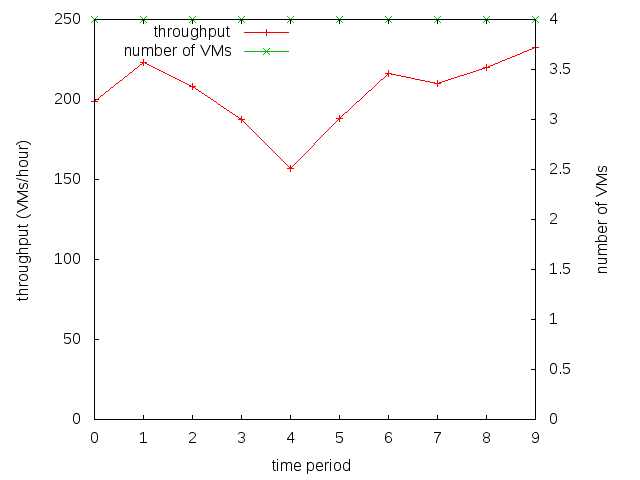 250
200
150
100
50
0
throughput (VMs/hour)
throughput
number of VMs
4
3.5
3
2.5
2
1.5
1
0.5
0
number of VMs
0 1 2 3 4 5 6 7 8 9
time period